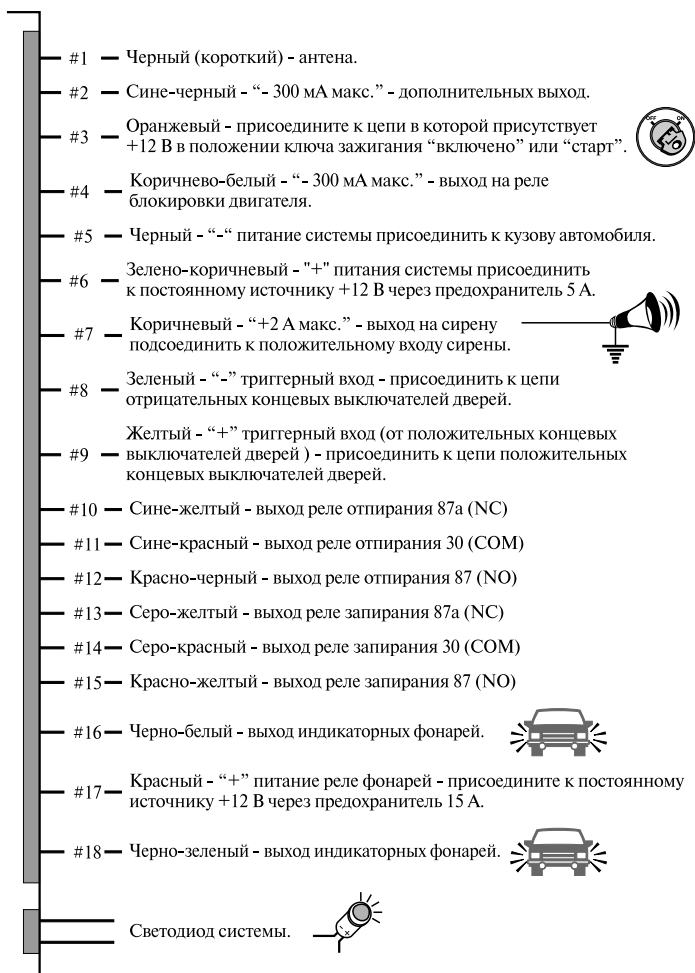 #1 Черный (короткий) - антена.
#2 Сине-черный - “- 300 мА макс.” - дополнительных выход.
#3 Оранжевый - присоедините к цепи в которой присутствует
+12 В в положении ключа зажигания “включено” или “старт”.
OFF ON
#4 Коричнево-белый - “- 300 мА макс.” - выход на реле
блокировки двигателя.
#5 Черный - “-“ питание системы присоединить к кузову автомобиля.
#6 Зелено-коричневый - "+" питания системы присоединить
к постоянному источнику +12 В через предохранитель 5 А.
#7 Коричневый - “+2 А макс.” - выход на сирену
подсоединить к положительному входу сирены.
#8 Зеленый - “-” триггерный вход - присоединить к цепи
отрицательных концевых выключателей дверей.
#9 Желтый - “+” триггерный вход (от положительных концевых
выключателей дверей ) - присоединить к цепи положительных
концевых выключателей дверей.
#10 Сине-желтый - выход реле отпирания 87а (NC)
#11 Сине-красный - выход реле отпирания 30 (COM)
#12 Красно-черный - выход реле отпирания 87 (NO)
#13 Серо-желтый - выход реле запирания 87а (NC)
#14 Серо-красный - выход реле запирания 30 (COM)
#15 Красно-желтый - выход реле запирания 87 (NO)
#16 Черно-белый - выход индикаторных фонарей.
#17 Красный - “+” питание реле фонарей - присоедините к постоянному
источнику +12 В через предохранитель 15 А.
#18 Черно-зеленый - выход индикаторных фонарей.
Светодиод системы.
- +